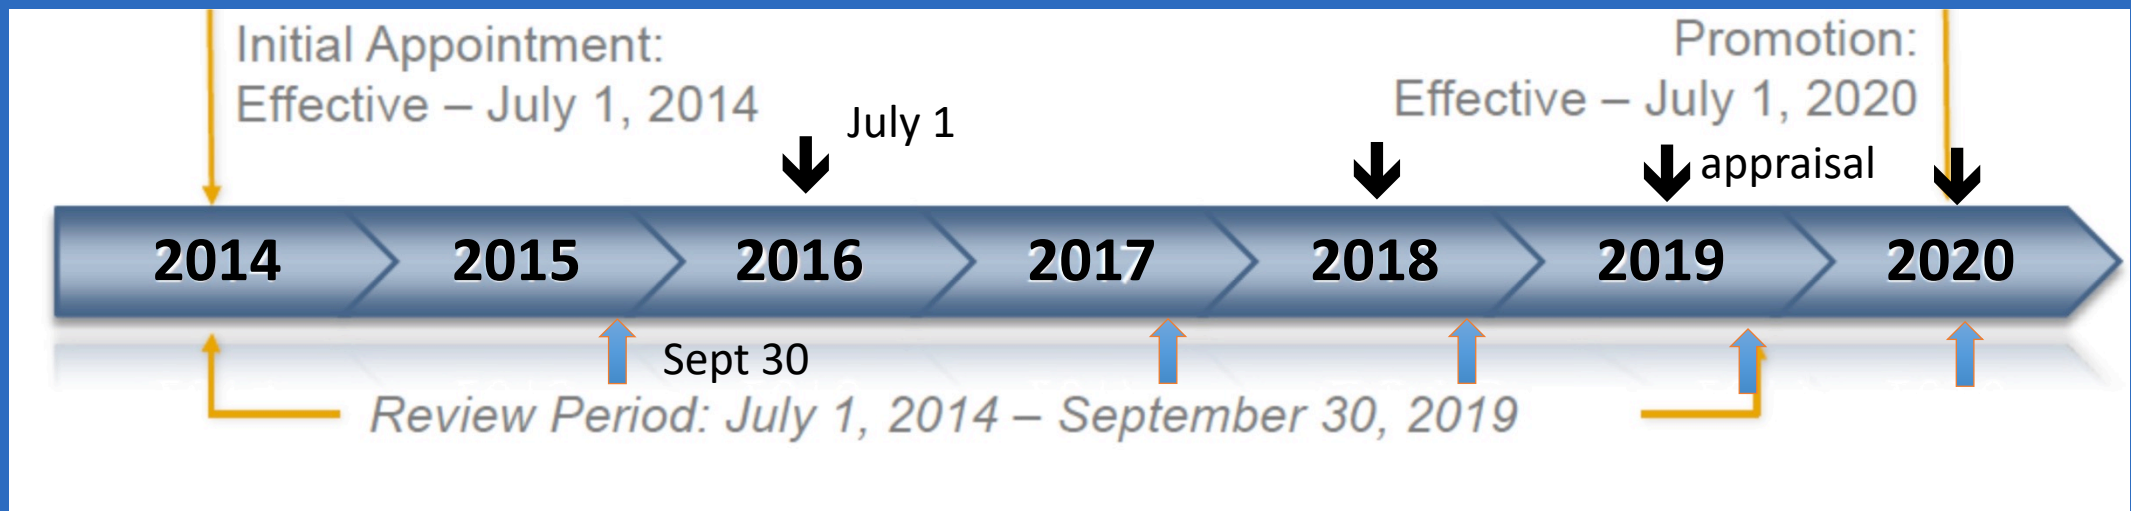 Initial Appointment:
Effective – July 1, 2014
Promotion:
Effective – July 1, 2020
July 1
appraisal
2014 2015 2016 2017 2018 2019 2020
Sept 30
Review Period: July 1, 2014 – September 30, 2019